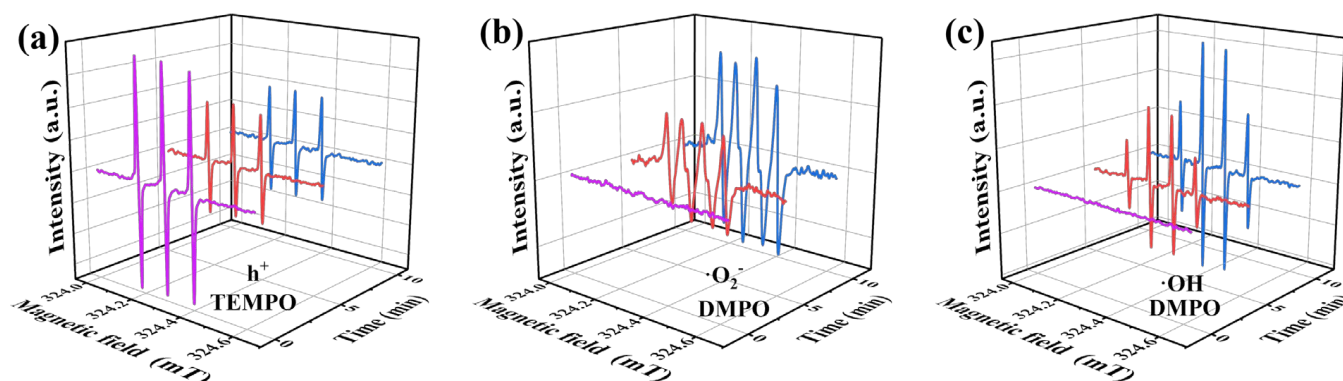 (a)
Intensity (a.u.)
h⁺
TEMPO
324.0
324.2
324.4
324.6
Magnetic field (mT)
0
5
10
Time (min)
(b)
Intensity (a.u.)
·O₂⁻
DMPO
324.0
324.2
324.4
324.6
Magnetic field (mT)
0
5
10
Time (min)
(c)
Intensity (a.u.)
·OH
DMPO
324.0
324.2
324.4
324.6
Magnetic field (mT)
0
5
10
Time (min)